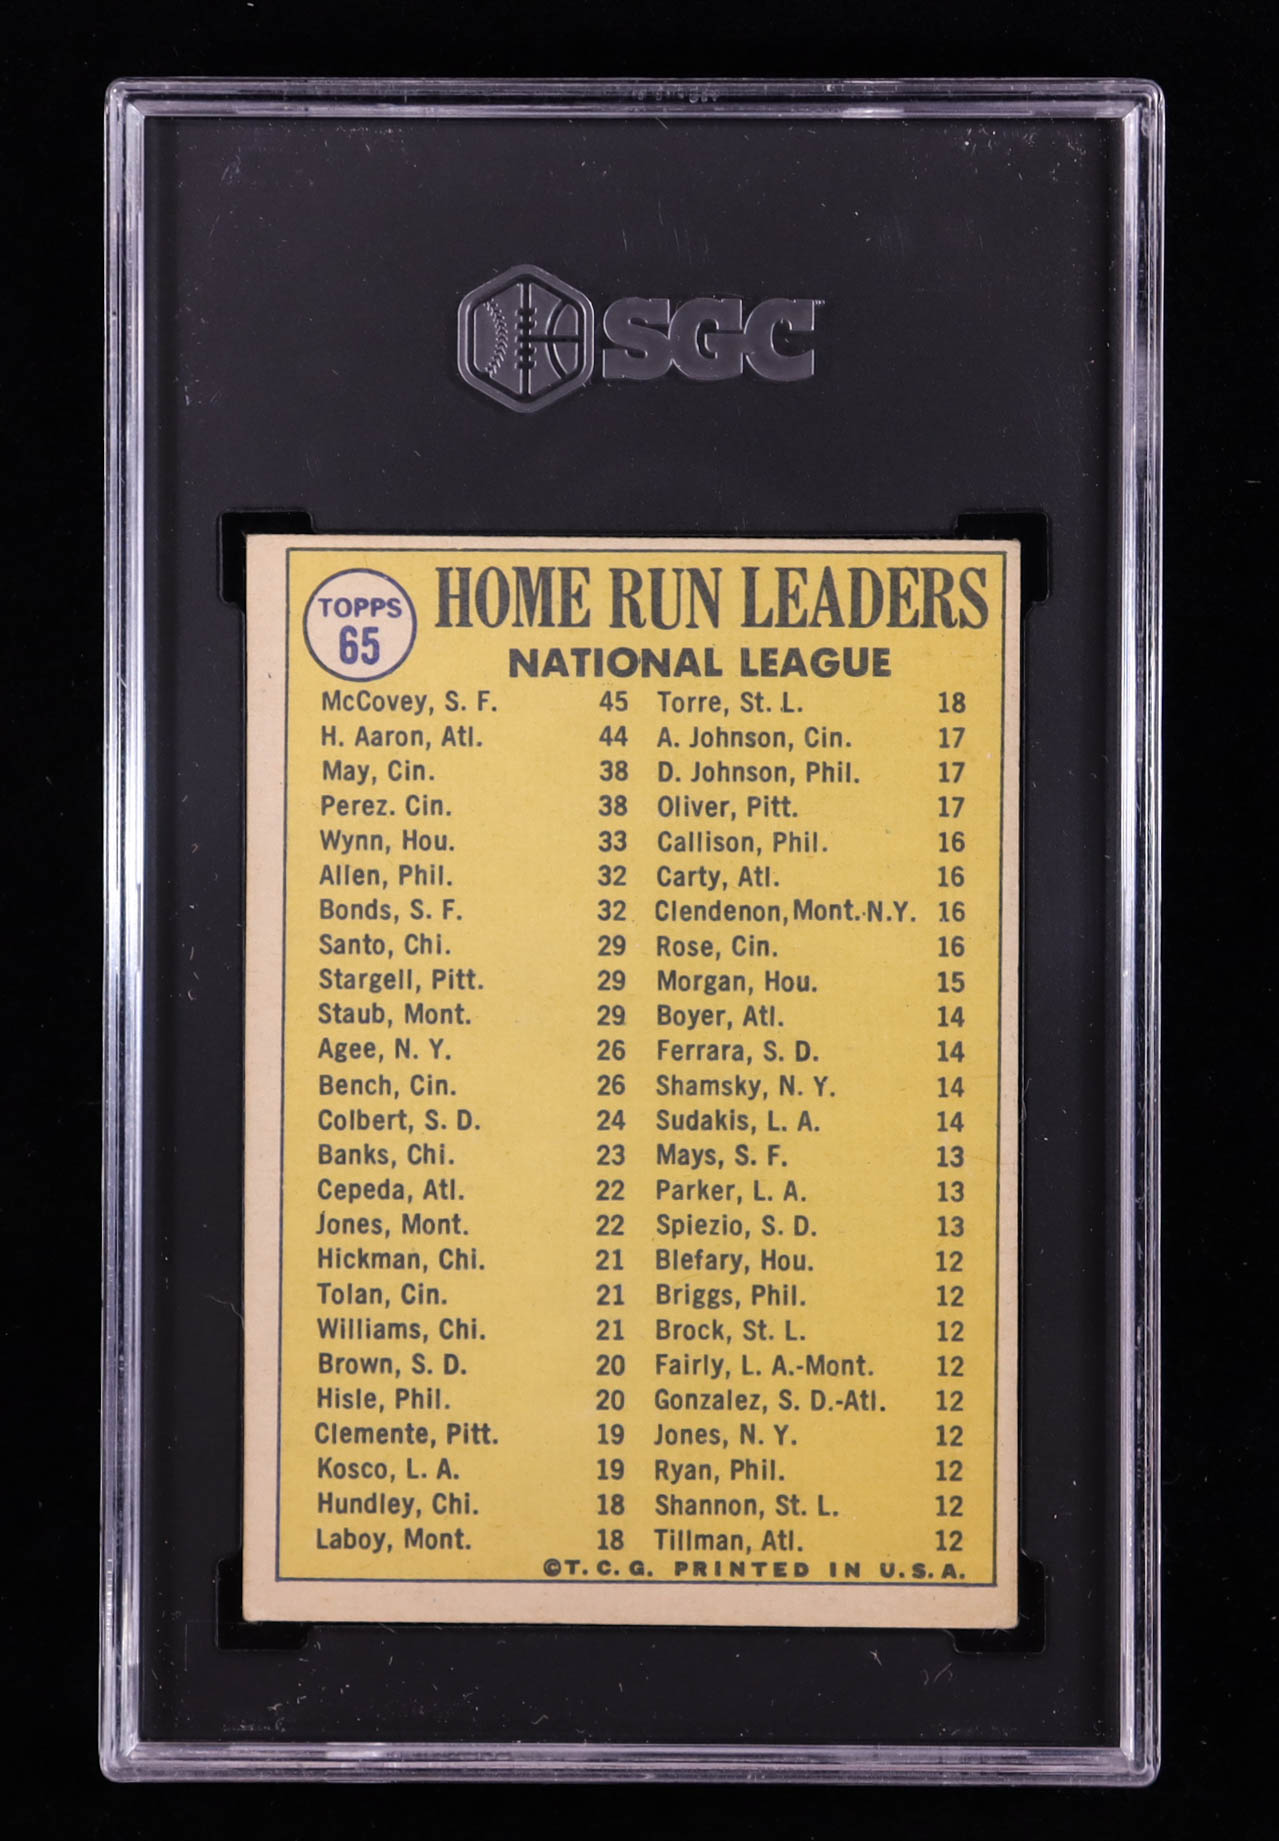 SGC
TOPPS
65
HOME RUN LEADERS
NATIONAL LEAGUE
McCovey, S. F. 45
H. Aaron, Atl. 44
May, Cin. 38
Perez. Cin. 38
Wynn, Hou. 33
Allen, Phil. 32
Bonds, S. F. 32
Santo, Chi. 29
Stargell, Pitt. 29
Staub, Mont. 29
Agee, N. Y. 26
Bench, Cin. 26
Colbert, S. D. 24
Banks, Chi. 23
Cepeda, Atl. 22
Jones, Mont. 22
Hickman, Chi. 21
Tolan, Cin. 21
Williams, Chi. 21
Brown, S. D. 20
Hisle, Phil. 20
Clemente, Pitt. 19
Kosco, L. A. 19
Hundley, Chi. 18
Laboy, Mont. 18
Torre, St. L. 18
A. Johnson, Cin. 17
D. Johnson, Phil. 17
Oliver, Pitt. 17
Callison, Phil. 16
Carty, Atl. 16
Clendenon, Mont.-N.Y. 16
Rose, Cin. 16
Morgan, Hou. 15
Boyer, Atl. 14
Ferrara, S. D. 14
Shamsky, N. Y. 14
Sudakis, L. A. 14
Mays, S. F. 13
Parker, L. A. 13
Spiezio, S. D. 13
Blefary, Hou. 12
Briggs, Phil. 12
Brock, St. L. 12
Fairly, L. A.-Mont. 12
Gonzalez, S. D.-Atl. 12
Jones, N. Y. 12
Ryan, Phil. 12
Shannon, St. L. 12
Tillman, Atl. 12
©T. C. G. PRINTED IN U.S.A.